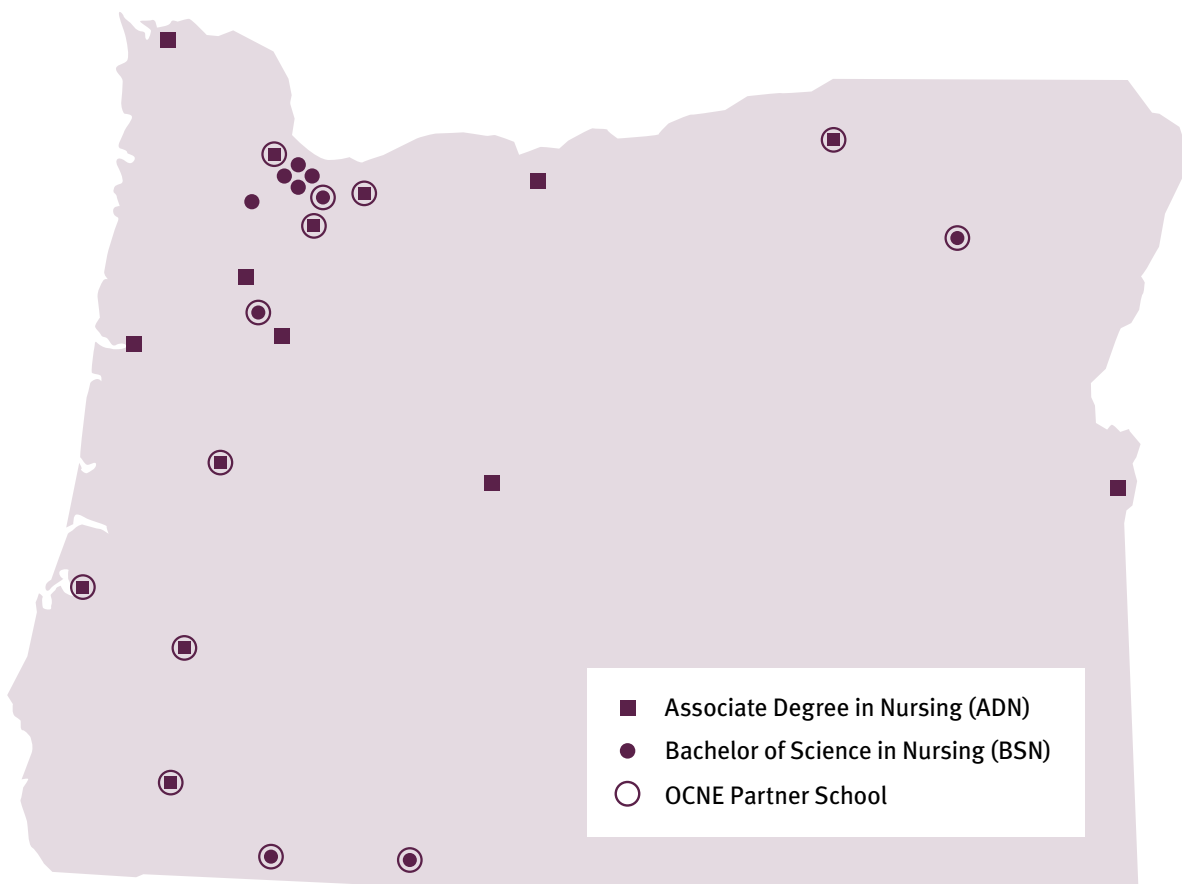 Associate Degree in Nursing (ADN)
Bachelor of Science in Nursing (BSN)
OCNE Partner School